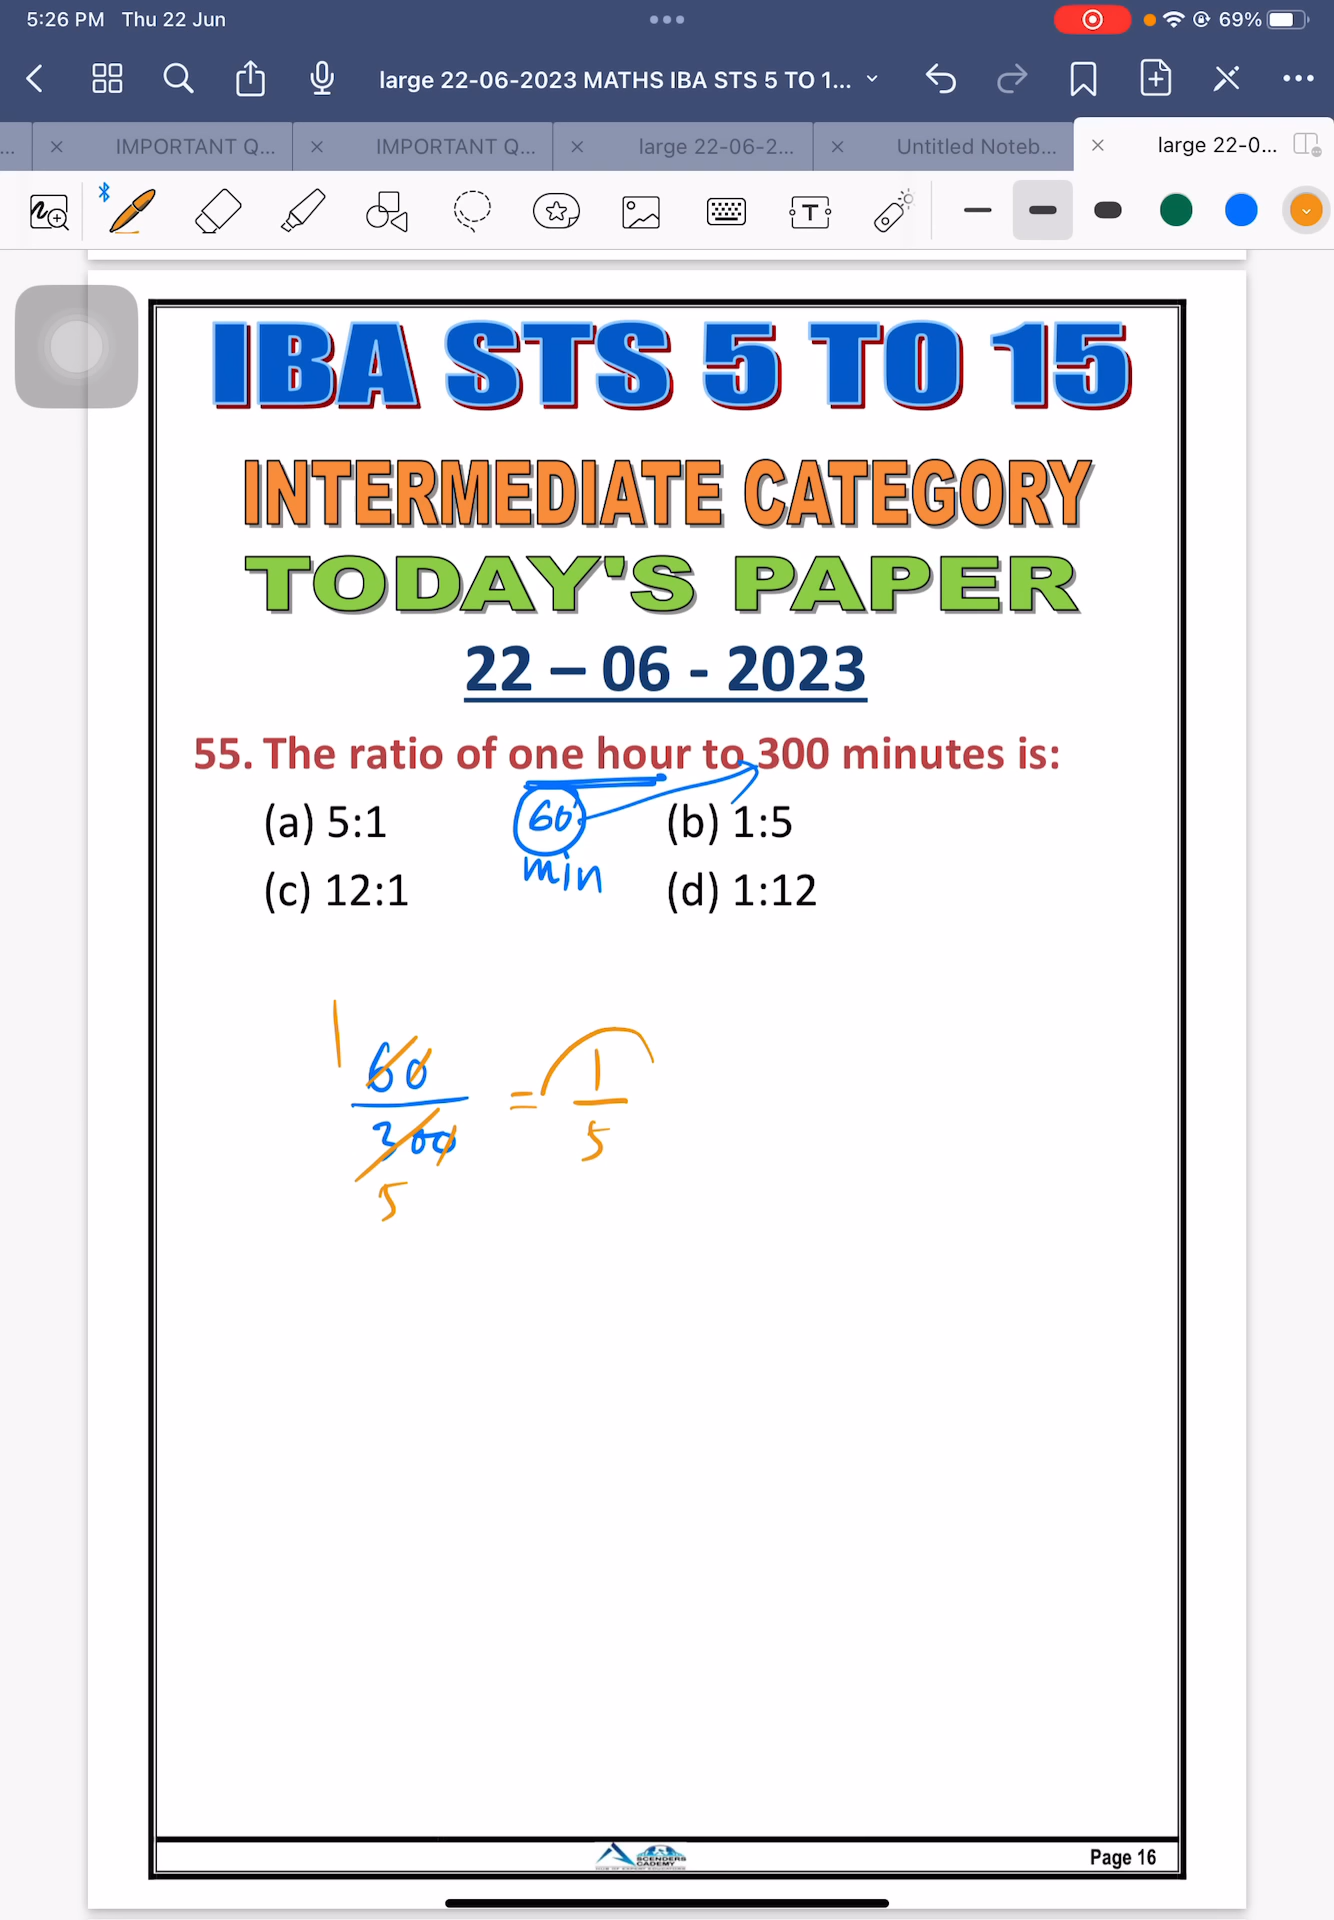 5:26 PM Thu 22 Jun
69%
large 22-06-2023 MATHS IBA STS 5 TO 1...
IMPORTANT Q...
IMPORTANT Q...
large 22-06-2...
Untitled Noteb...
large 22-0...
T
IBA STS 5 TO 15
INTERMEDIATE CATEGORY
TODAY'S PAPER
22 – 06 - 2023
55. The ratio of one hour to 300 minutes is:
(a) 5:1
60
(b) 1:5
min
(c) 12:1
(d) 1:12
1
60
300
5
=
1
5
SCENDERS
CADEMY
Page 16